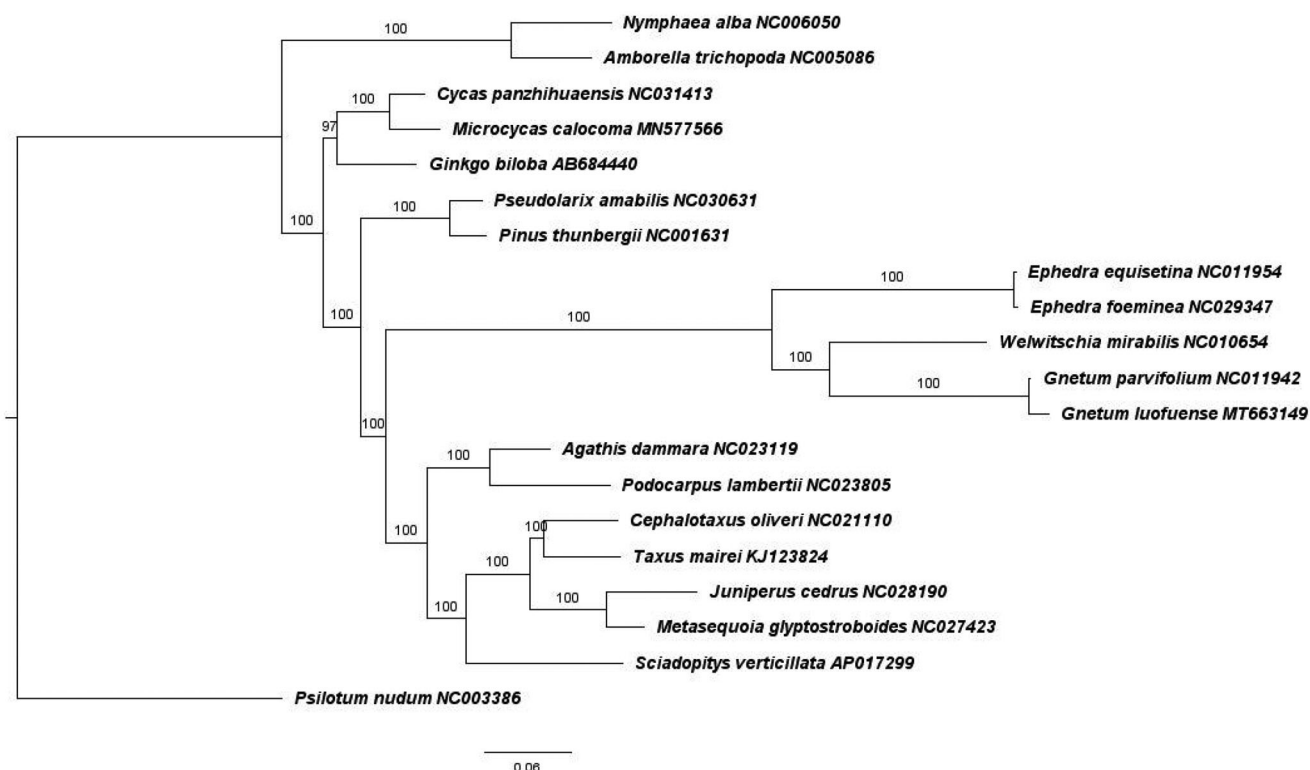 100
Nymphaea alba NC006050
Amborella trichopoda NC005086
100
Cycas panzhihuaensis NC031413
97
Microcycas calocoma MN577566
Ginkgo biloba AB684440
100
100
Pseudolarix amabilis NC030631
Pinus thunbergii NC001631
100
Ephedra equisetina NC011954
Ephedra foeminea NC029347
100
100
Welwitschia mirabilis NC010654
100
100
Gnetum parvifolium NC011942
Gnetum luofuense MT663149
100
100
Agathis dammara NC023119
Podocarpus lambertii NC023805
100
100
Cephalotaxus oliveri NC021110
100
Taxus mairei KJ123824
100
Juniperus cedrus NC028190
100
Metasequoia glyptostroboides NC027423
Sciadopitys verticillata AP017299
Psilotum nudum NC003386
0.06